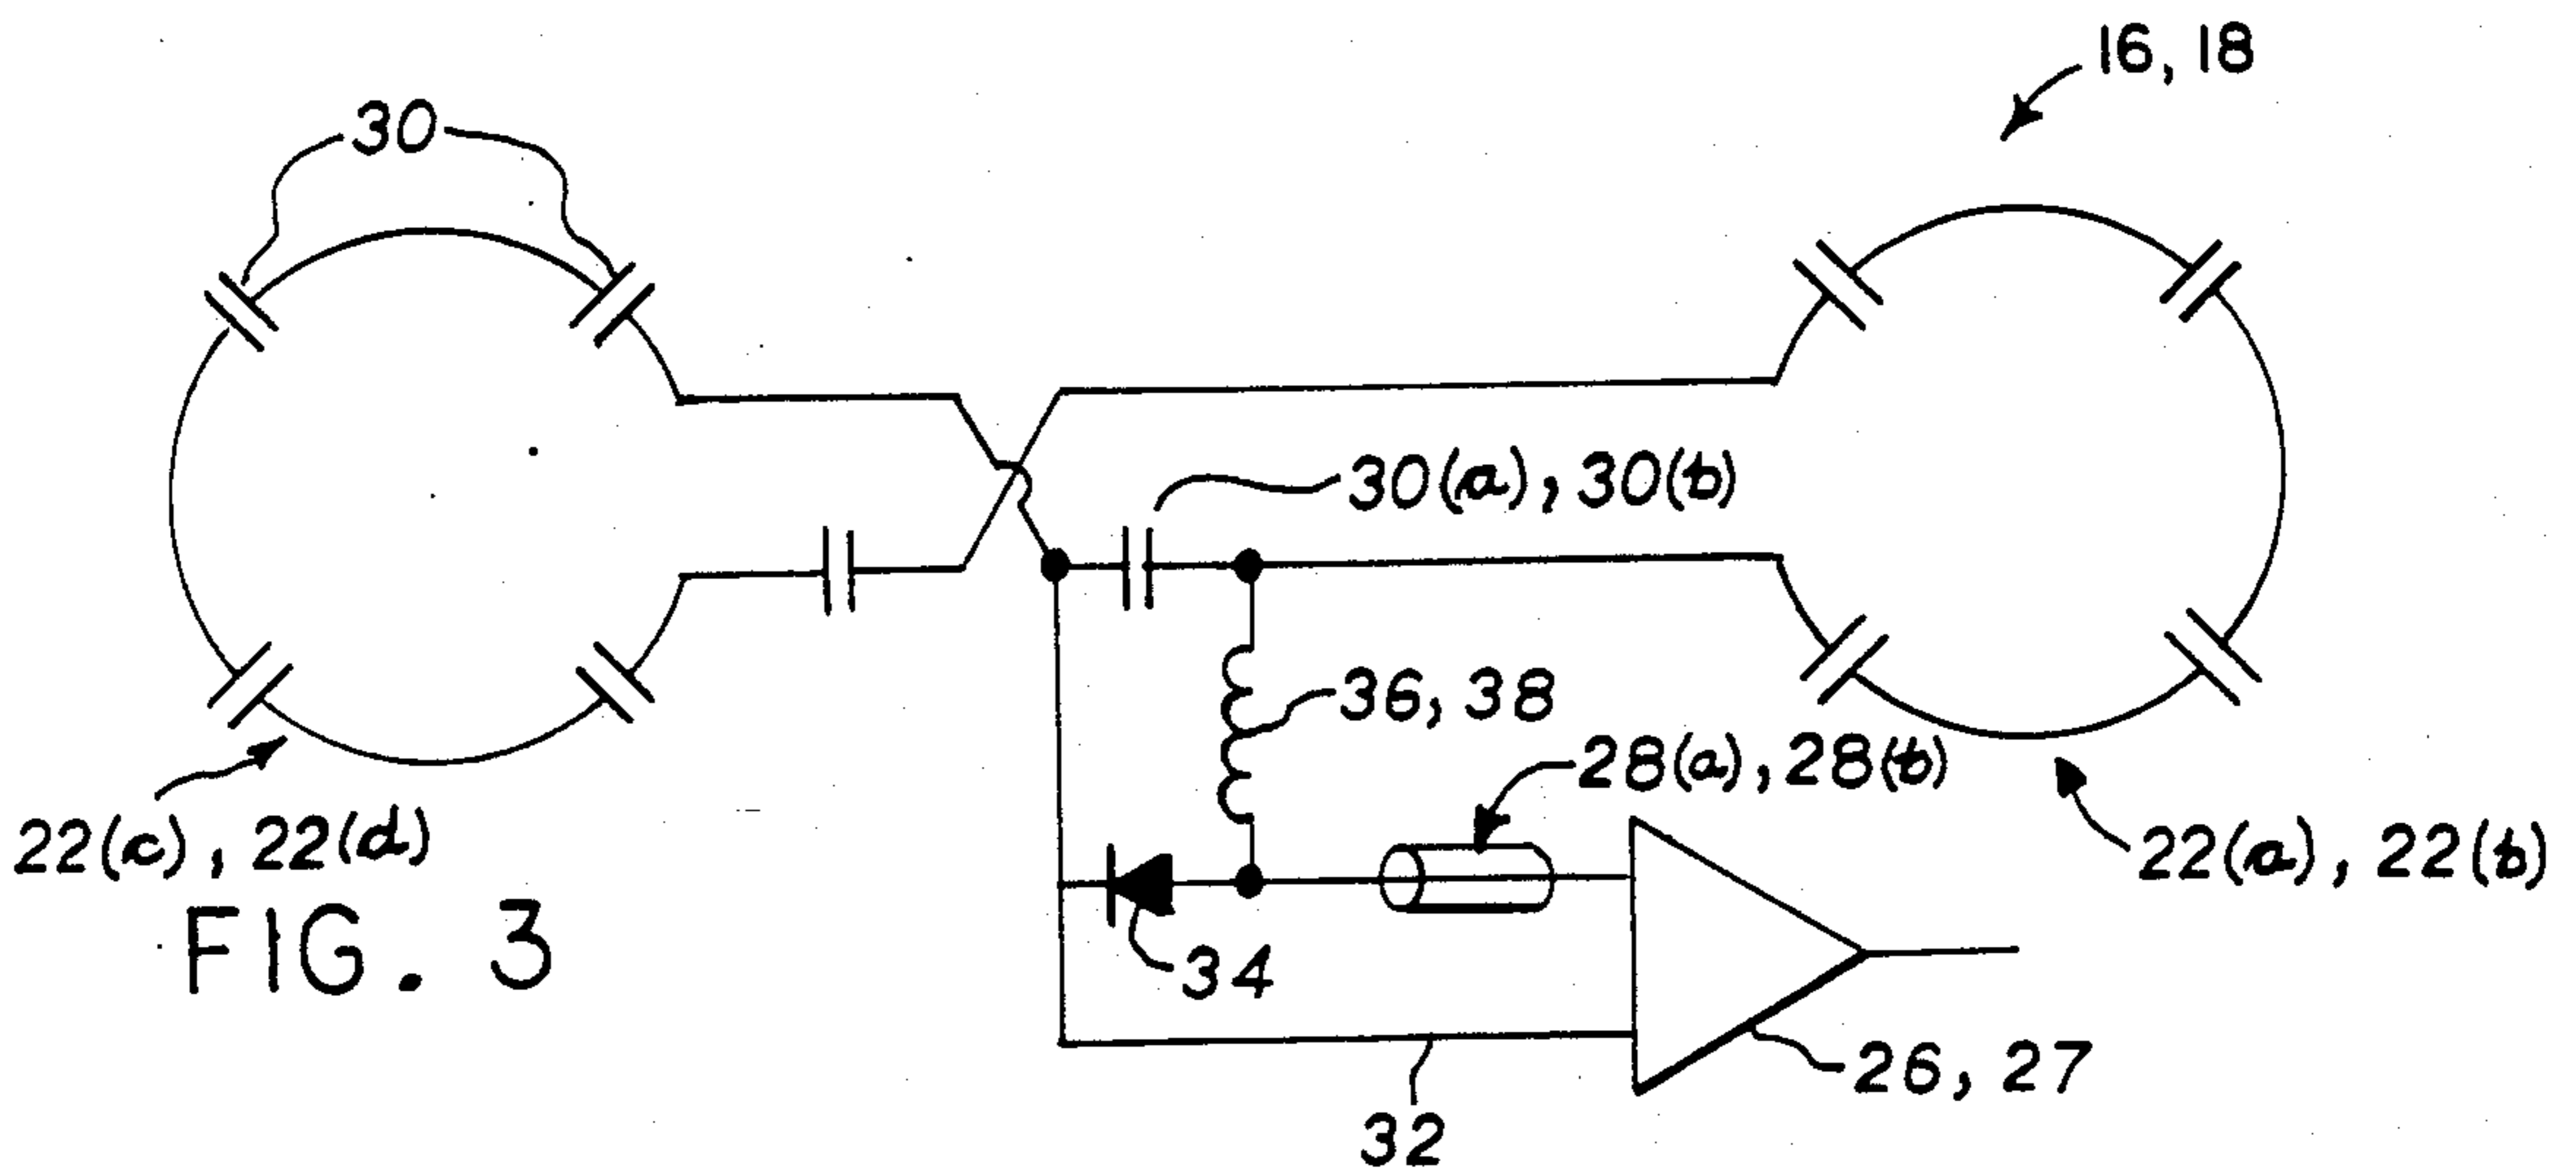 16, 18
30
30(a), 30(b)
36, 38
28(a), 28(b)
22(c), 22(d)
22(a), 22(b)
FIG. 3
34
26, 27
32